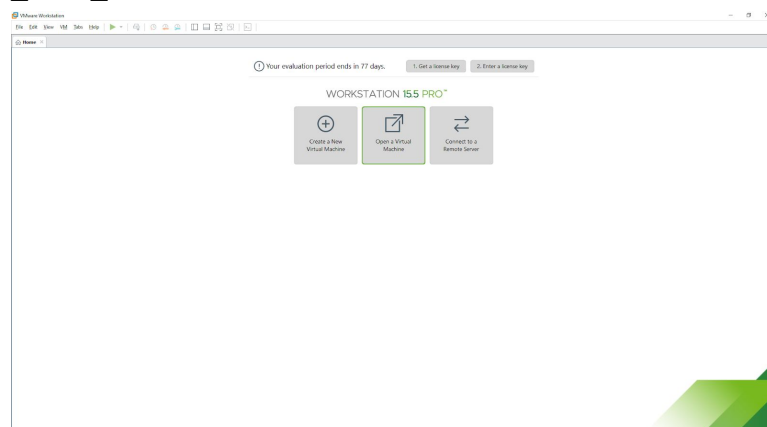 VMware Workstation
File Edit View VM Tabs Help
Home
Your evaluation period ends in 77 days. 1. Get a license key 2. Enter a license key
WORKSTATION 15.5 PRO™
Create a New Virtual Machine
Open a Virtual Machine
Connect to a Remote Server